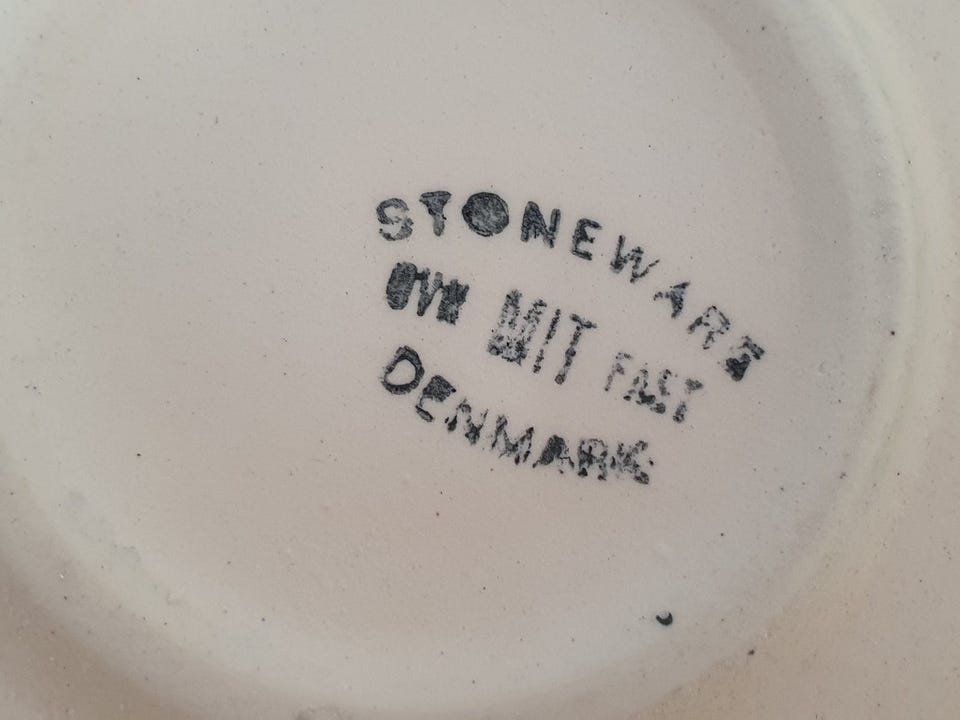 STONEWARE
OVN MIT FAST
DENMARK